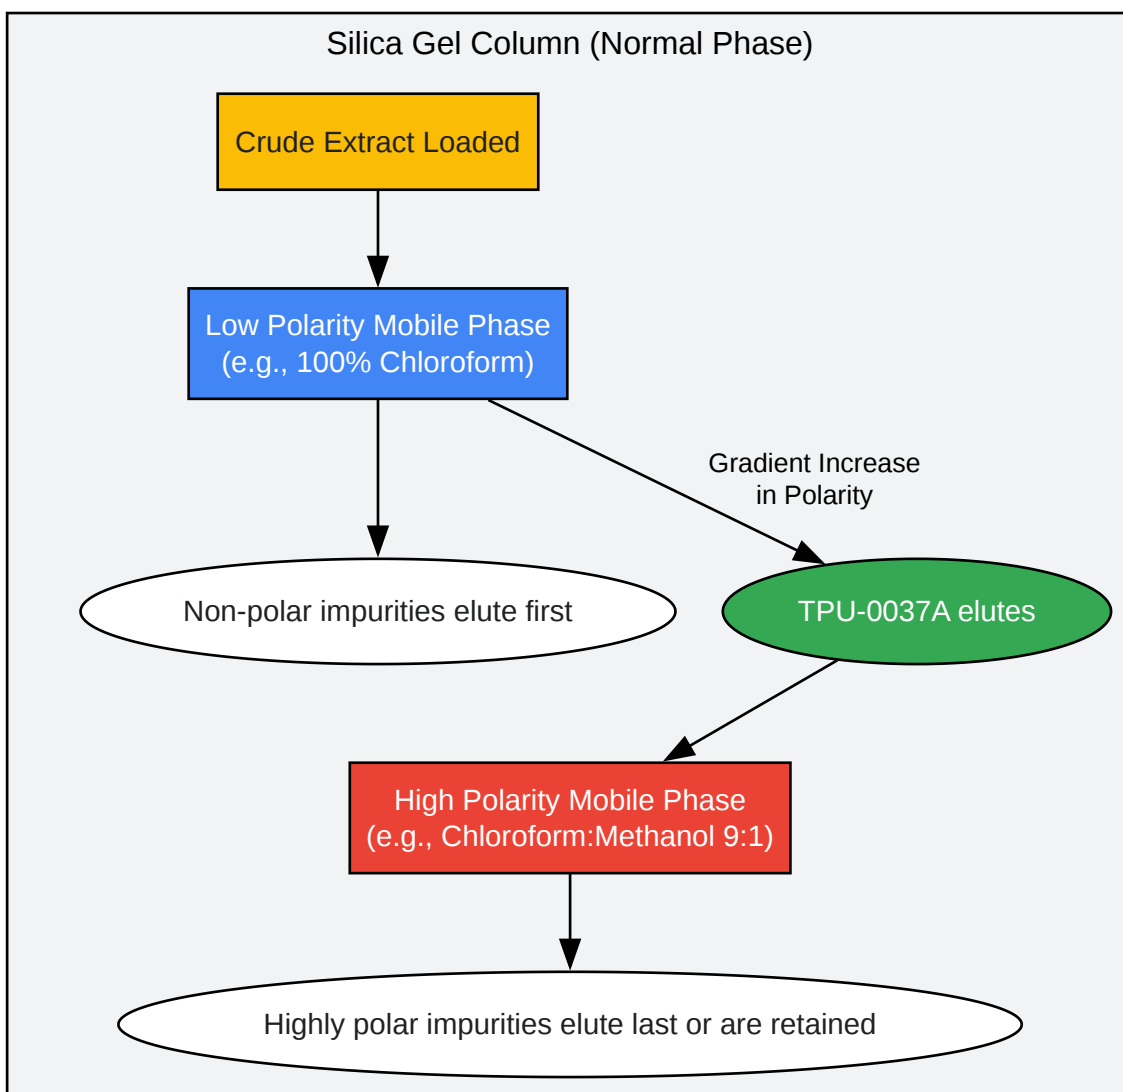 Silica Gel Column (Normal Phase)
Crude Extract Loaded
Low Polarity Mobile Phase
(e.g., 100% Chloroform)
Gradient Increase
in Polarity
Non-polar impurities elute first
TPU-0037A elutes
High Polarity Mobile Phase
(e.g., Chloroform:Methanol 9:1)
Highly polar impurities elute last or are retained